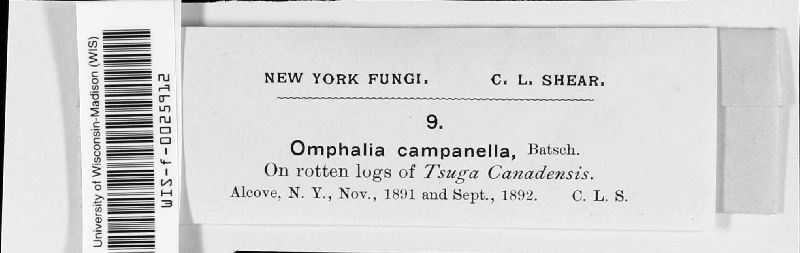 University of Wisconsin-Madison (WIS)
WIS-f-0025912
NEW YORK FUNGI. C. L. SHEAR.
9.
Omphalia campanella, Batsch.
On rotten logs of Tsuga Canadensis.
Alcove, N. Y., Nov., 1891 and Sept., 1892. C. L. S.